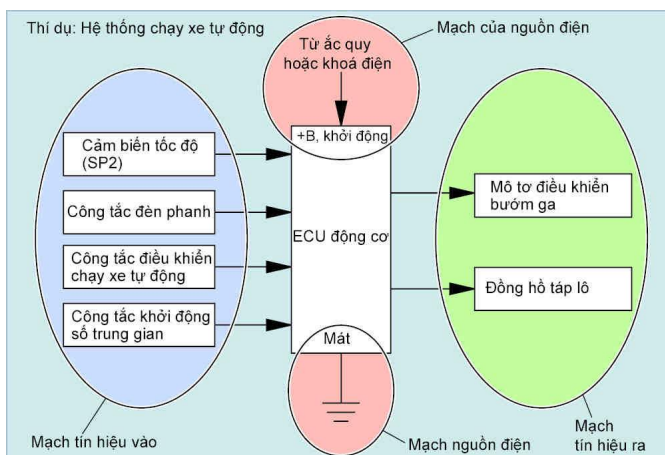 Thí dụ: Hệ thống chạy xe tự động
Từ ắc quy
hoặc khoá điện
Mạch của nguồn điện
+B, khởi động
Cảm biến tốc độ
(SP2)
Công tắc đèn phanh
Công tắc điều khiển
chạy xe tự động
Công tắc khởi động
số trung gian
ECU động cơ
Mô tơ điều khiển
bướm ga
Đồng hồ táp lô
Mát
Mạch tín hiệu vào
Mạch nguồn điện
Mạch
tín hiệu ra